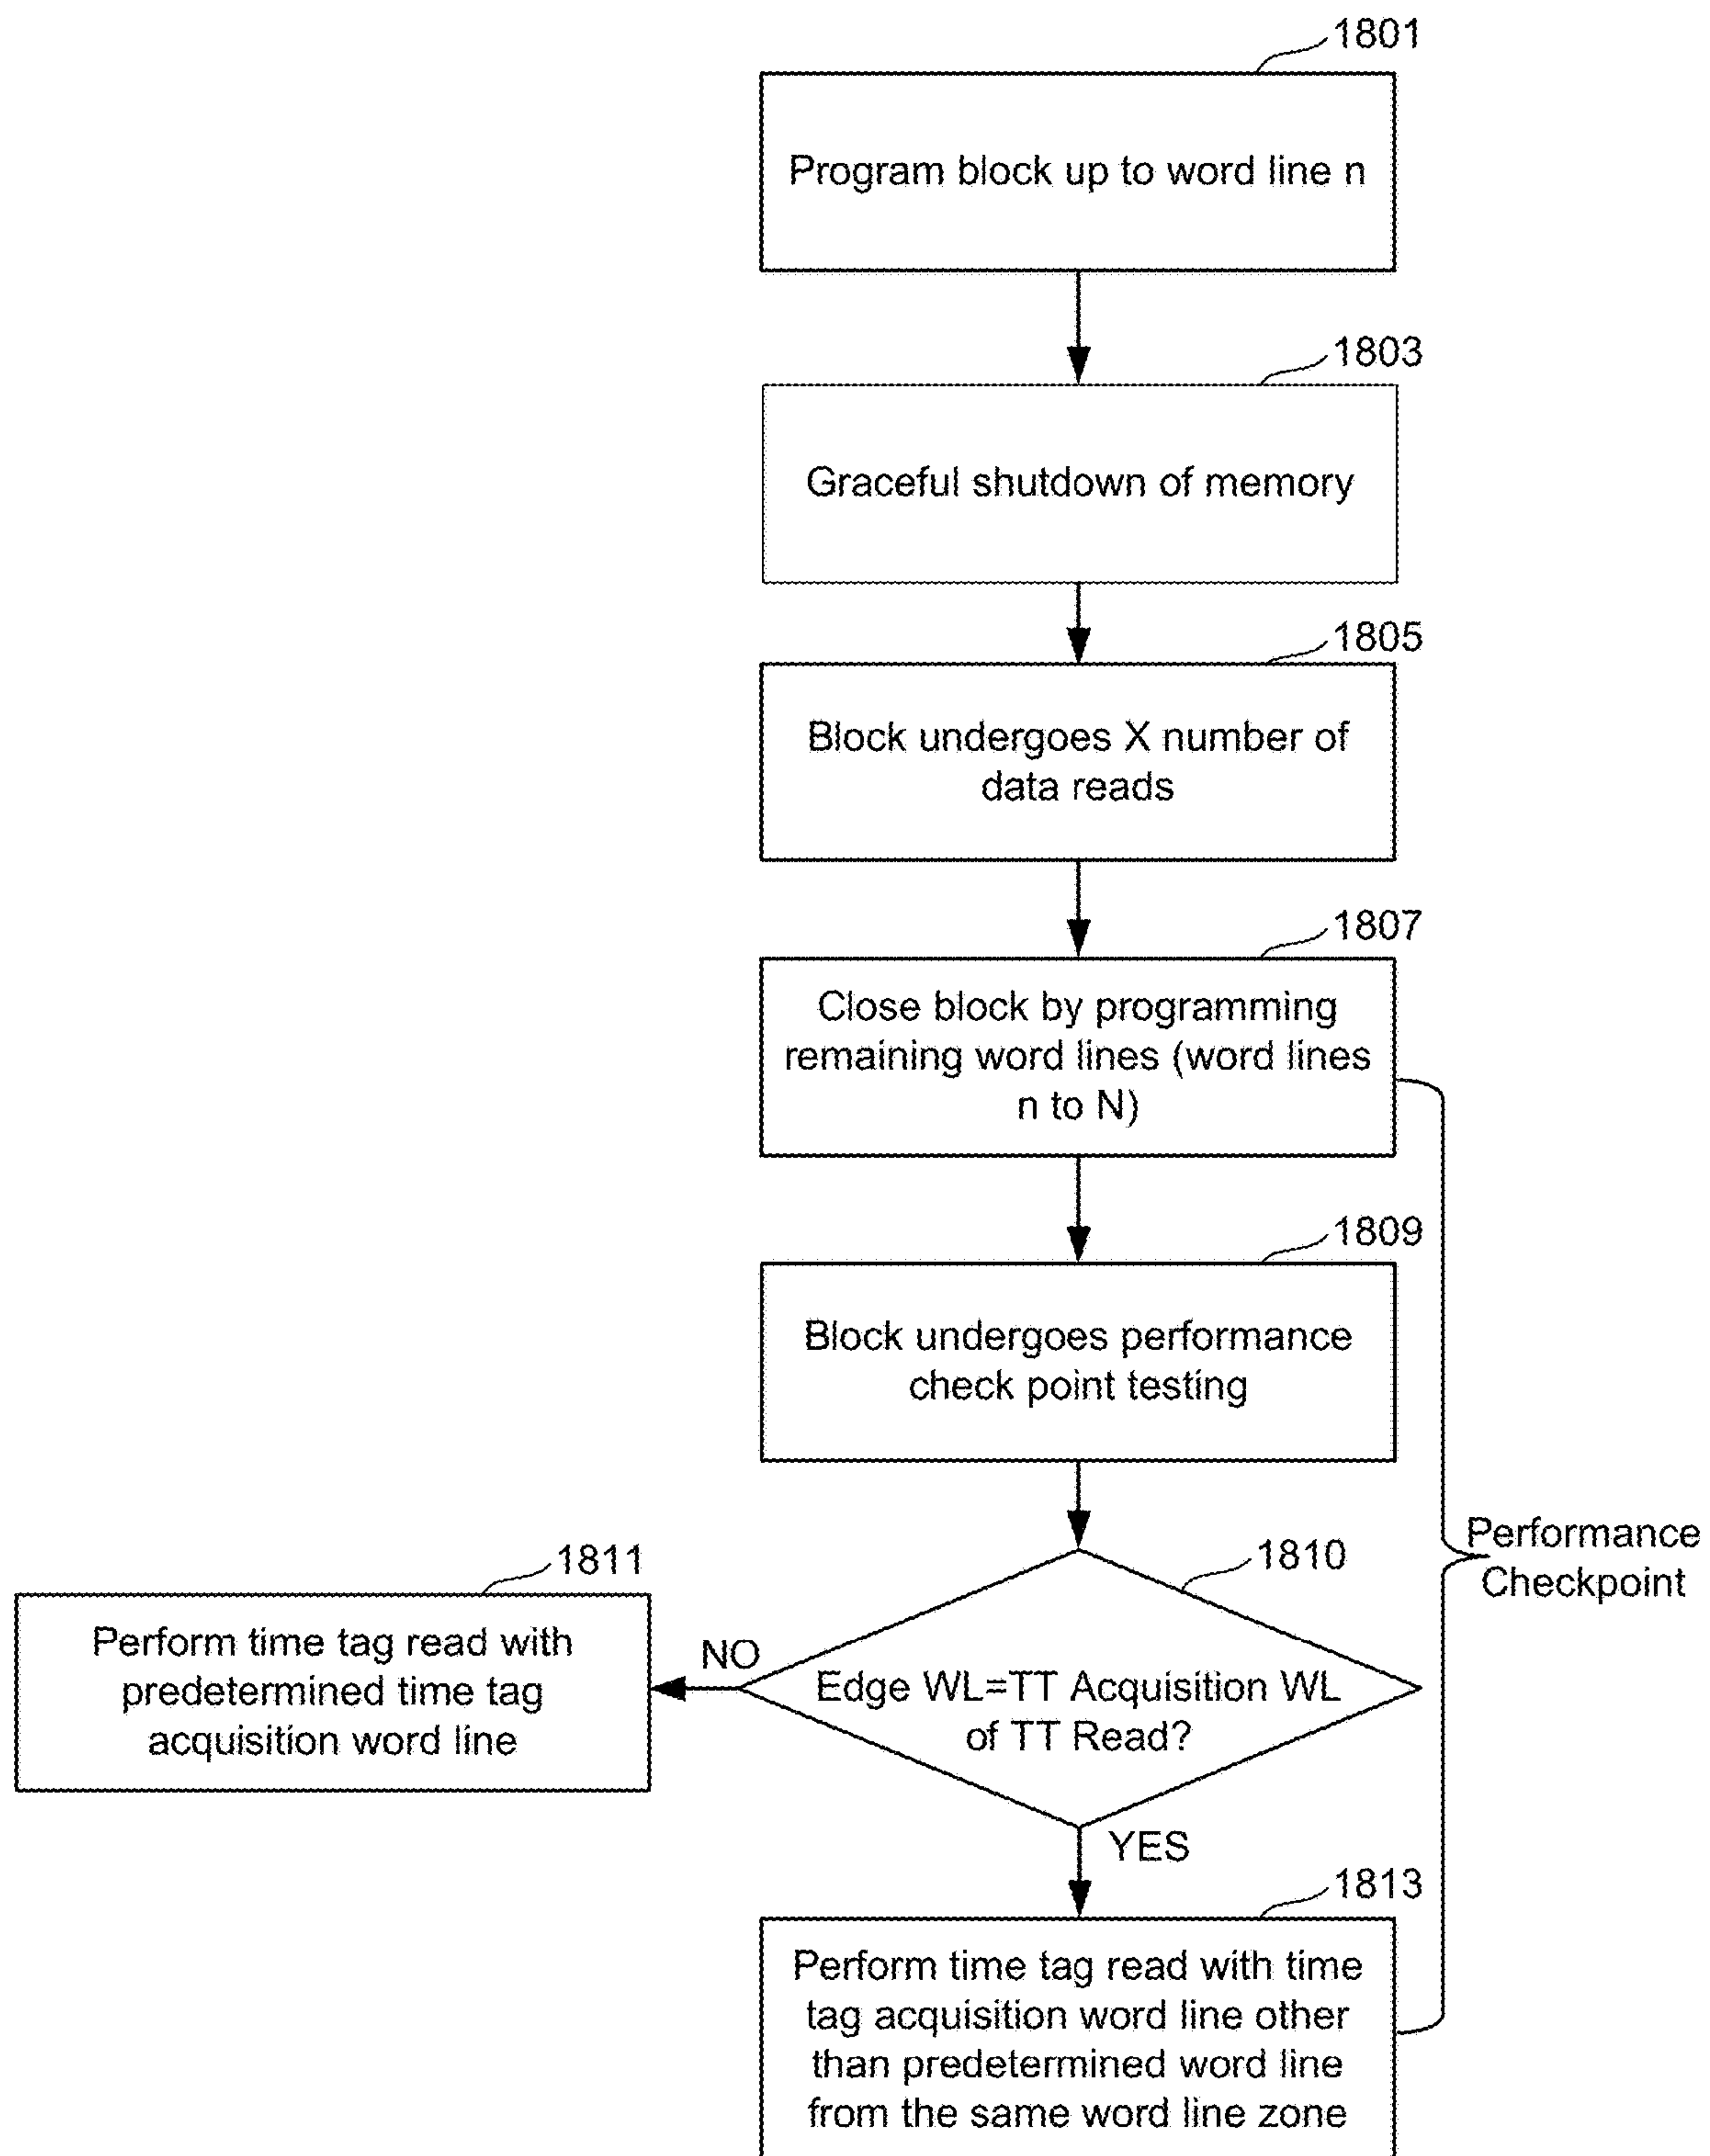 1801
Program block up to word line n
1803
Graceful shutdown of memory
1805
Block undergoes X number of
data reads
1807
Close block by programming
remaining word lines (word lines
n to N)
1809
Block undergoes performance
check point testing
1810
Edge WL=TT Acquisition WL
of TT Read?
Performance
Checkpoint
NO
1811
Perform time tag read with
predetermined time tag
acquisition word line
YES
1813
Perform time tag read with time
tag acquisition word line other
than predetermined word line
from the same word line zone